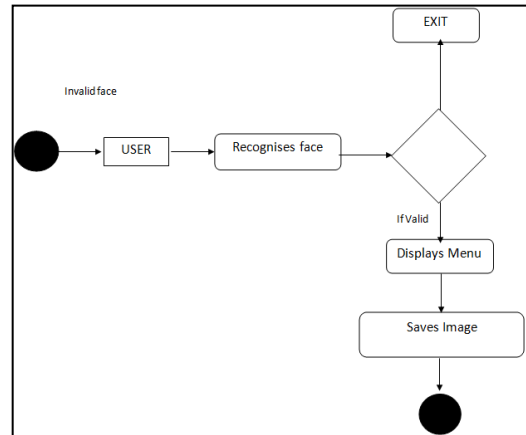 EXIT
Invalid face
USER
Recognises face
If Valid
Displays Menu
Saves Image